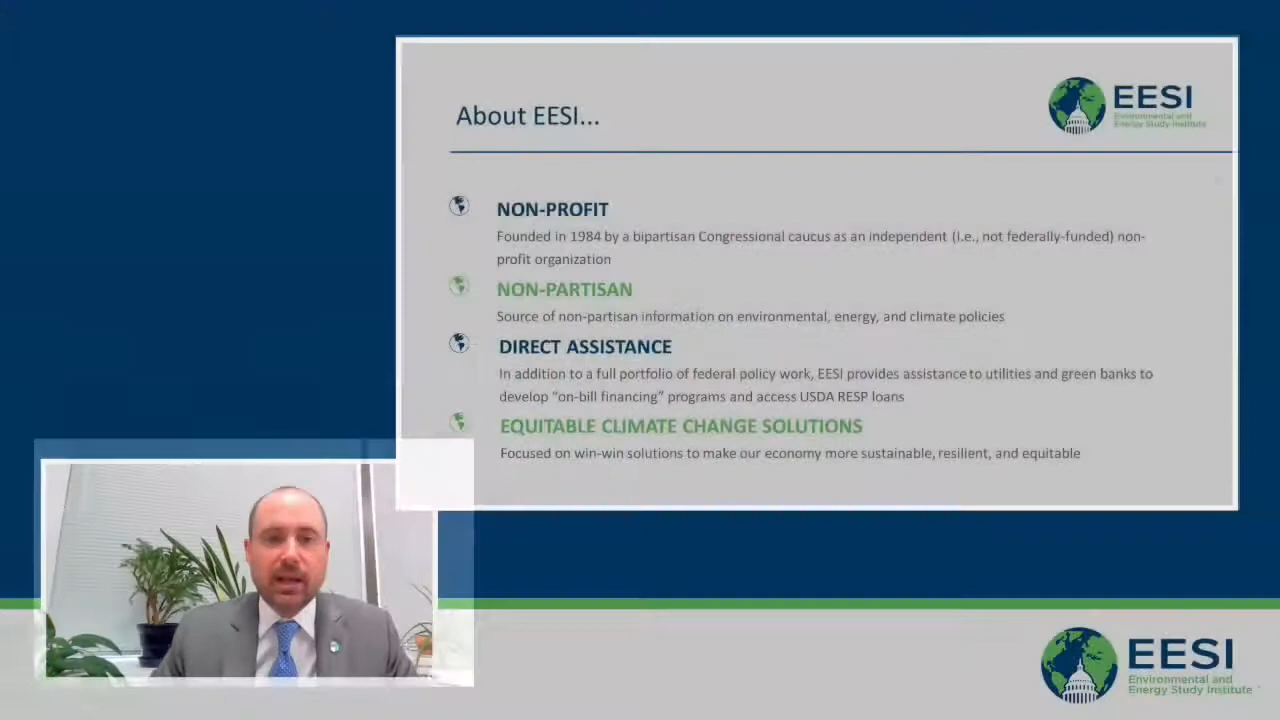 About EESI...
EESI
Environmental and
Energy Study Institute
NON-PROFIT
Founded in 1984 by a bipartisan Congressional caucus as an independent (i.e., not federally-funded) non-
profit organization
NON-PARTISAN
Source of non-partisan information on environmental, energy, and climate policies
DIRECT ASSISTANCE
In addition to a full portfolio of federal policy work, EESI provides assistance to utilities and green banks to
develop “on-bill financing” programs and access USDA RESP loans
EQUITABLE CLIMATE CHANGE SOLUTIONS
Focused on win-win solutions to make our economy more sustainable, resilient, and equitable
EESI
Environmental and
Energy Study Institute